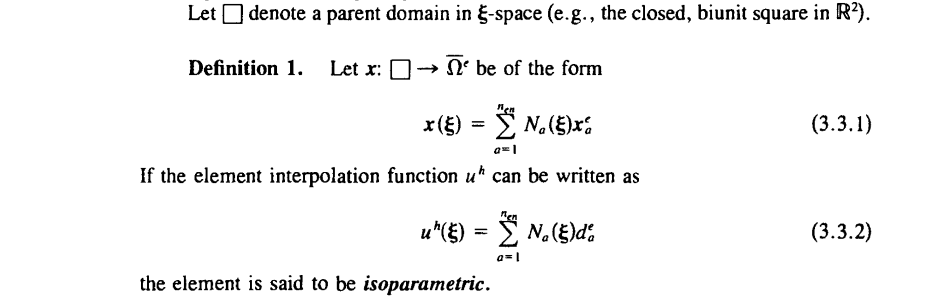 Let □ denote a parent domain in ξ-space (e.g., the closed, biunit square in ℝ²).
Definition 1. Let x: □ → Ω̅ᵉ be of the form
x(ξ) = ∑_{a=1}^{n_{en}} N_a(ξ)x_a^e (3.3.1)
If the element interpolation function uʰ can be written as
uʰ(ξ) = ∑_{a=1}^{n_{en}} N_a(ξ)d_a^e (3.3.2)
the element is said to be isoparametric.